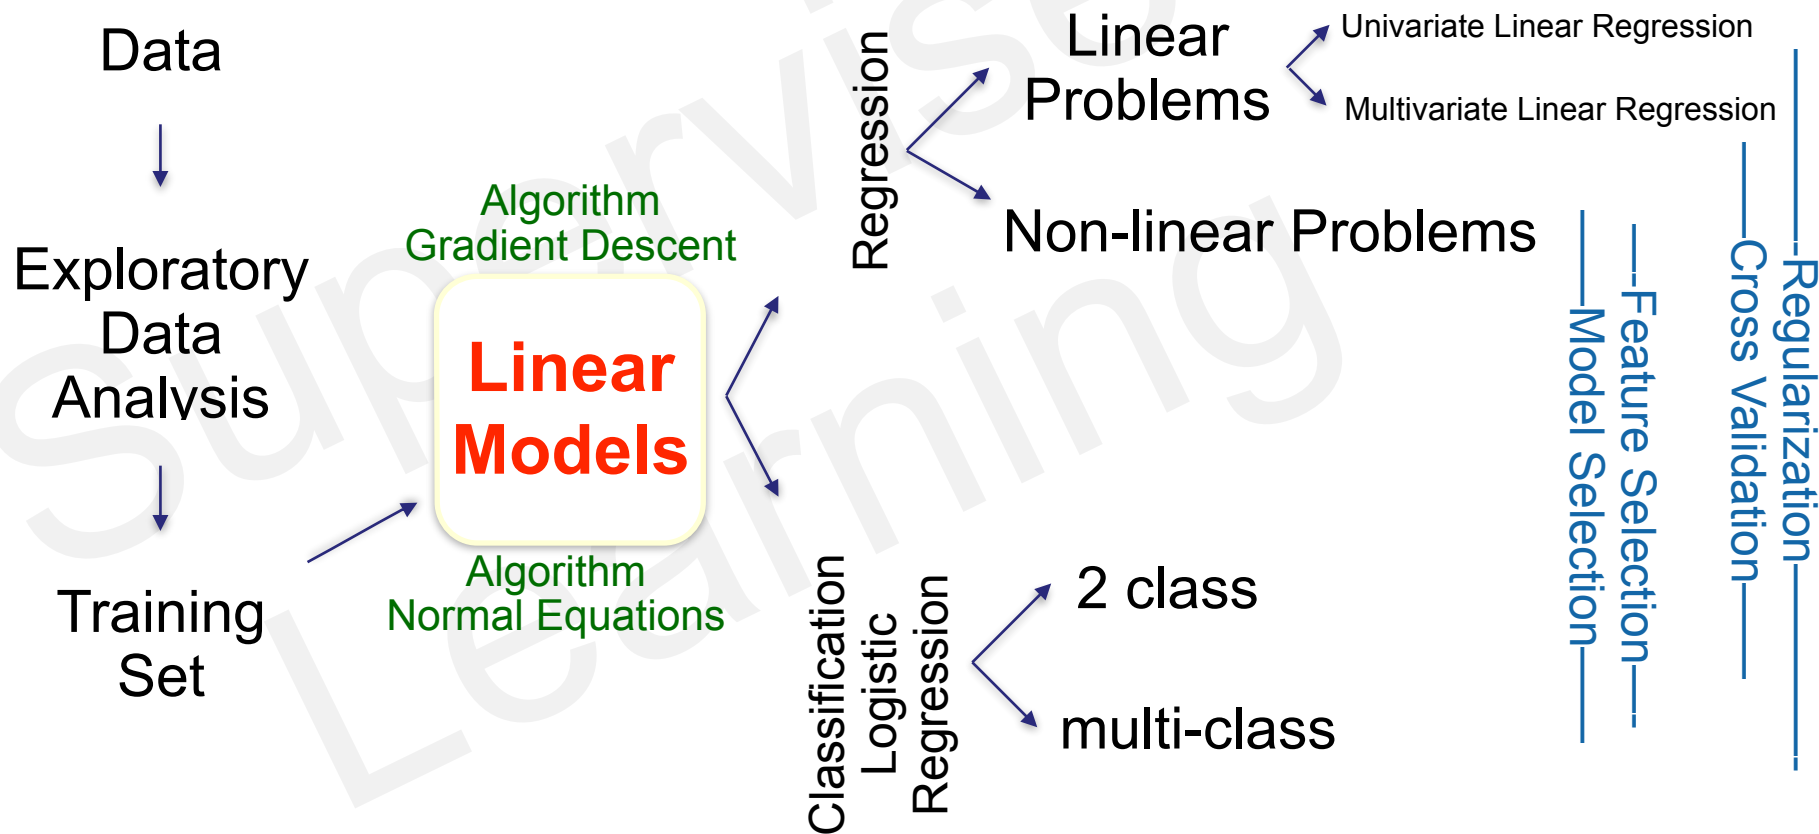 Data
Exploratory
Data
Analysis
Training
Set
Algorithm
Gradient Descent
Linear
Models
Algorithm
Normal Equations
Regression
Linear
Problems
Univariate Linear Regression
Multivariate Linear Regression
Non-linear Problems
Classification
Logistic
Regression
2 class
multi-class
Model Selection
Feature Selection
Cross Validation
Regularization
Supervised
Learning